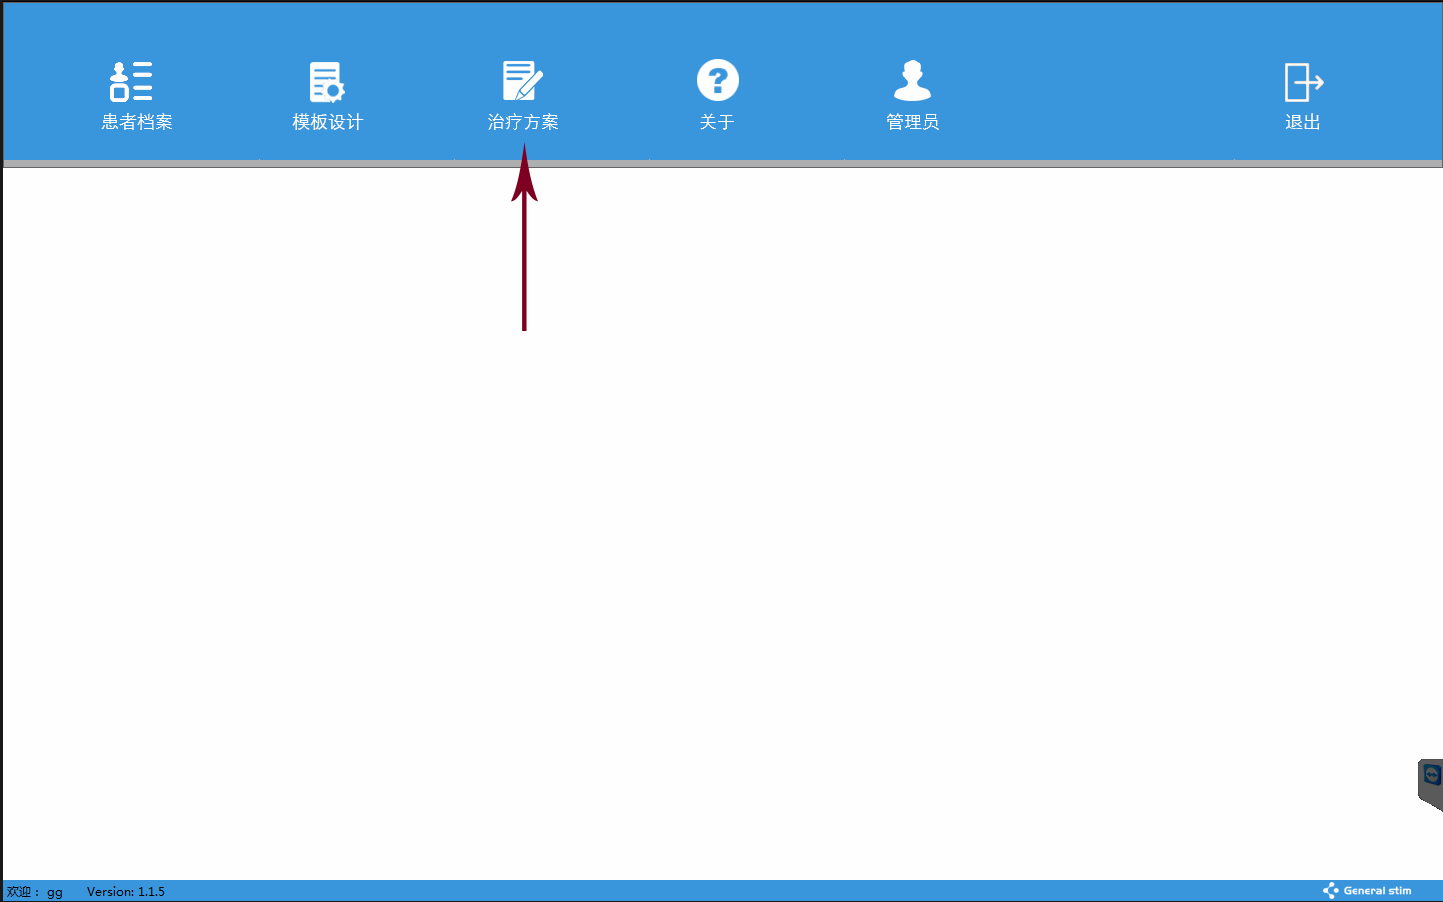 患者档案
模板设计
治疗方案
关于
管理员
退出
欢迎： gg Version: 1.1.5
General stim